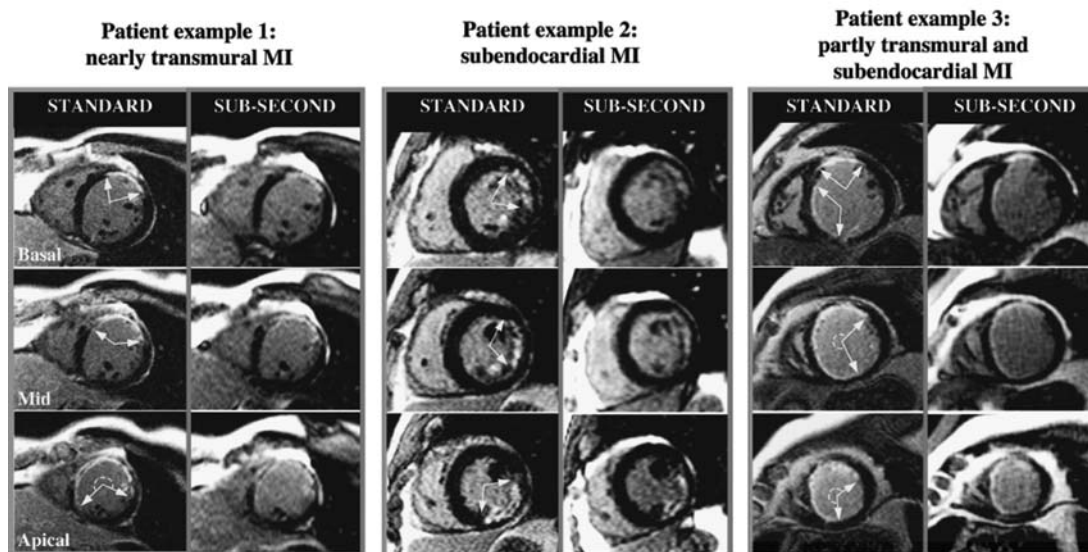 Patient example 1:
nearly transmural MI
Patient example 2:
subendocardial MI
Patient example 3:
partly transmural and
subendocardial MI
STANDARD SUB-SECOND
STANDARD SUB-SECOND
STANDARD SUB-SECOND
Basal
Mid
Apical